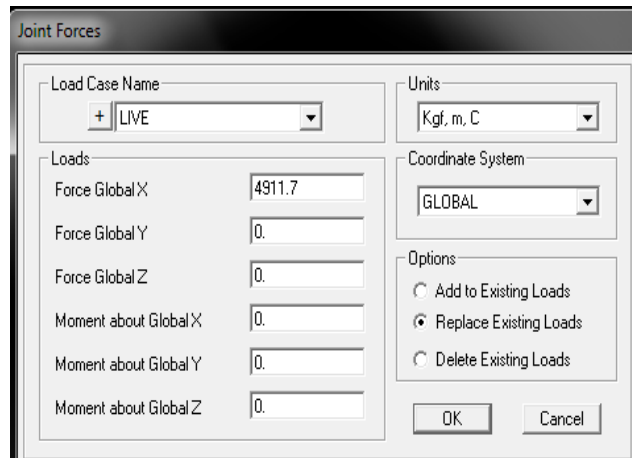 Joint Forces
Load Case Name
+ LIVE
Units
Kgf, m, C
Loads
Force Global X 4911.7
Force Global Y 0.
Force Global Z 0.
Moment about Global X 0.
Moment about Global Y 0.
Moment about Global Z 0.
Coordinate System
GLOBAL
Options
Add to Existing Loads
Replace Existing Loads
Delete Existing Loads
OK Cancel